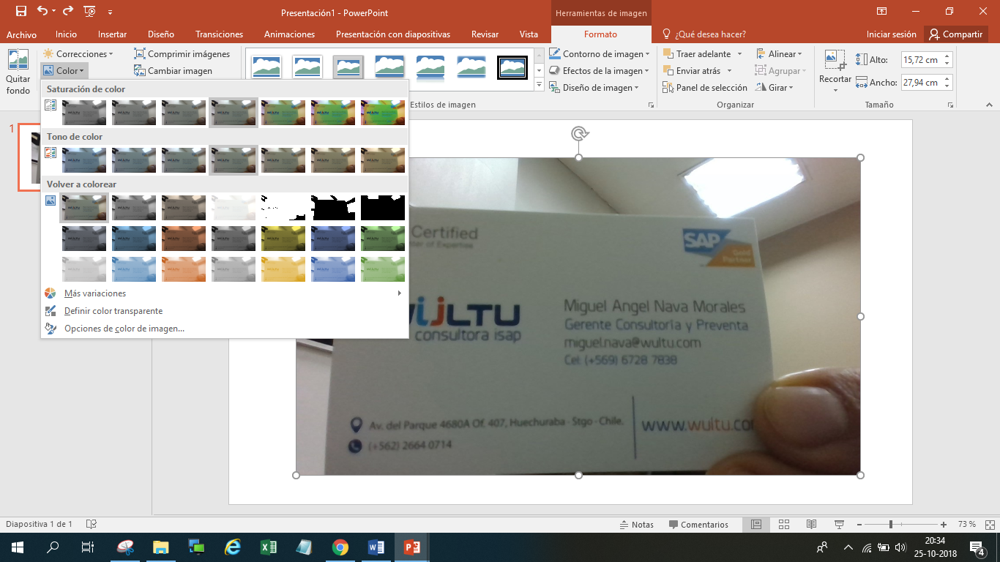 Presentación1 - PowerPoint
Herramientas de imagen
Archivo Inicio Insertar Diseño Transiciones Animaciones Presentación con diapositivas Revisar Vista Formato ¿Qué desea hacer? Iniciar sesión Compartir
Quitar fondo
Correcciones
Color
Comprimir imágenes
Cambiar imagen
Contorno de imagen
Efectos de la imagen
Diseño de imagen
Estilos de imagen
Traer adelante
Enviar atrás
Panel de selección
Alinear
Agrupar
Girar
Organizar
Recortar
Alto: 15,72 cm
Ancho: 27,94 cm
Tamaño
Saturación de color
Tono de color
Volver a colorear
Más variaciones
Definir color transparente
Opciones de color de imagen...
1
Certified
SAP
Gold
Partner
WULTU
consultora isap
Miguel Angel Nava Morales
Gerente Consultoría y Preventa
miguel.nava@wultu.com
Cel: (+569) 6728 7838
Av. del Parque 4680A Of. 407, Huechuraba - Stgo - Chile.
(+562) 2664 0714
www.wultu.co
Diapositiva 1 de 1
Notas
Comentarios
73 %
20:34
25-10-2018
4